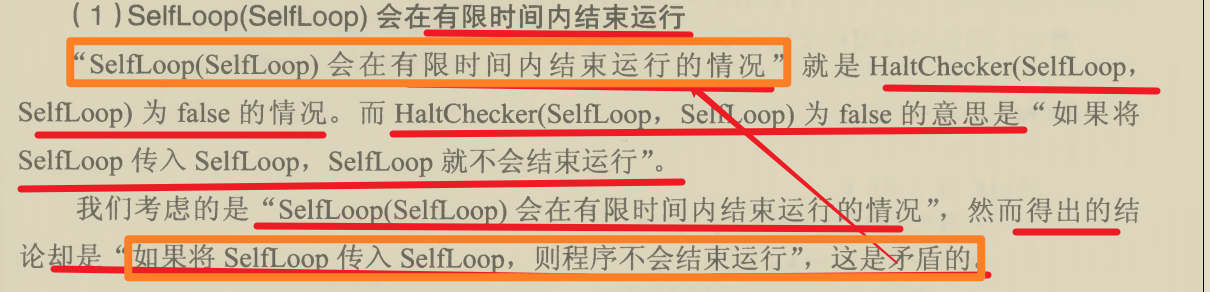 （1）SelfLoop(SelfLoop) 会在有限时间内结束运行
“SelfLoop(SelfLoop) 会在有限时间内结束运行的情况”就是 HaltChecker(SelfLoop，
SelfLoop) 为 false 的情况。而 HaltChecker(SelfLoop，SelfLoop) 为 false 的意思是“如果将
SelfLoop 传入 SelfLoop，SelfLoop 就不会结束运行”。
我们考虑的是“SelfLoop(SelfLoop) 会在有限时间内结束运行的情况”，然而得出的结
论却是“如果将 SelfLoop 传入 SelfLoop，则程序不会结束运行”，这是矛盾的。